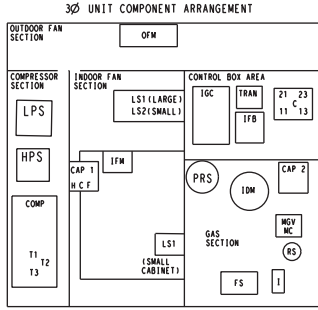 3Ø UNIT COMPONENT ARRANGEMENT
OUTDOOR FAN
SECTION
OFM
COMPRESSOR
SECTION
LPS
HPS
COMP
T1
T2
T3
INDOOR FAN
SECTION
LS1(LARGE)
LS2(SMALL)
IFM
CAP 1
H C F
LS1
(SMALL
CABINET)
CONTROL BOX AREA
IGC
TRAN
IFB
21 23
C
11 13
PRS
IDM
CAP 2
MGV
MC
RS
GAS
SECTION
FS
I